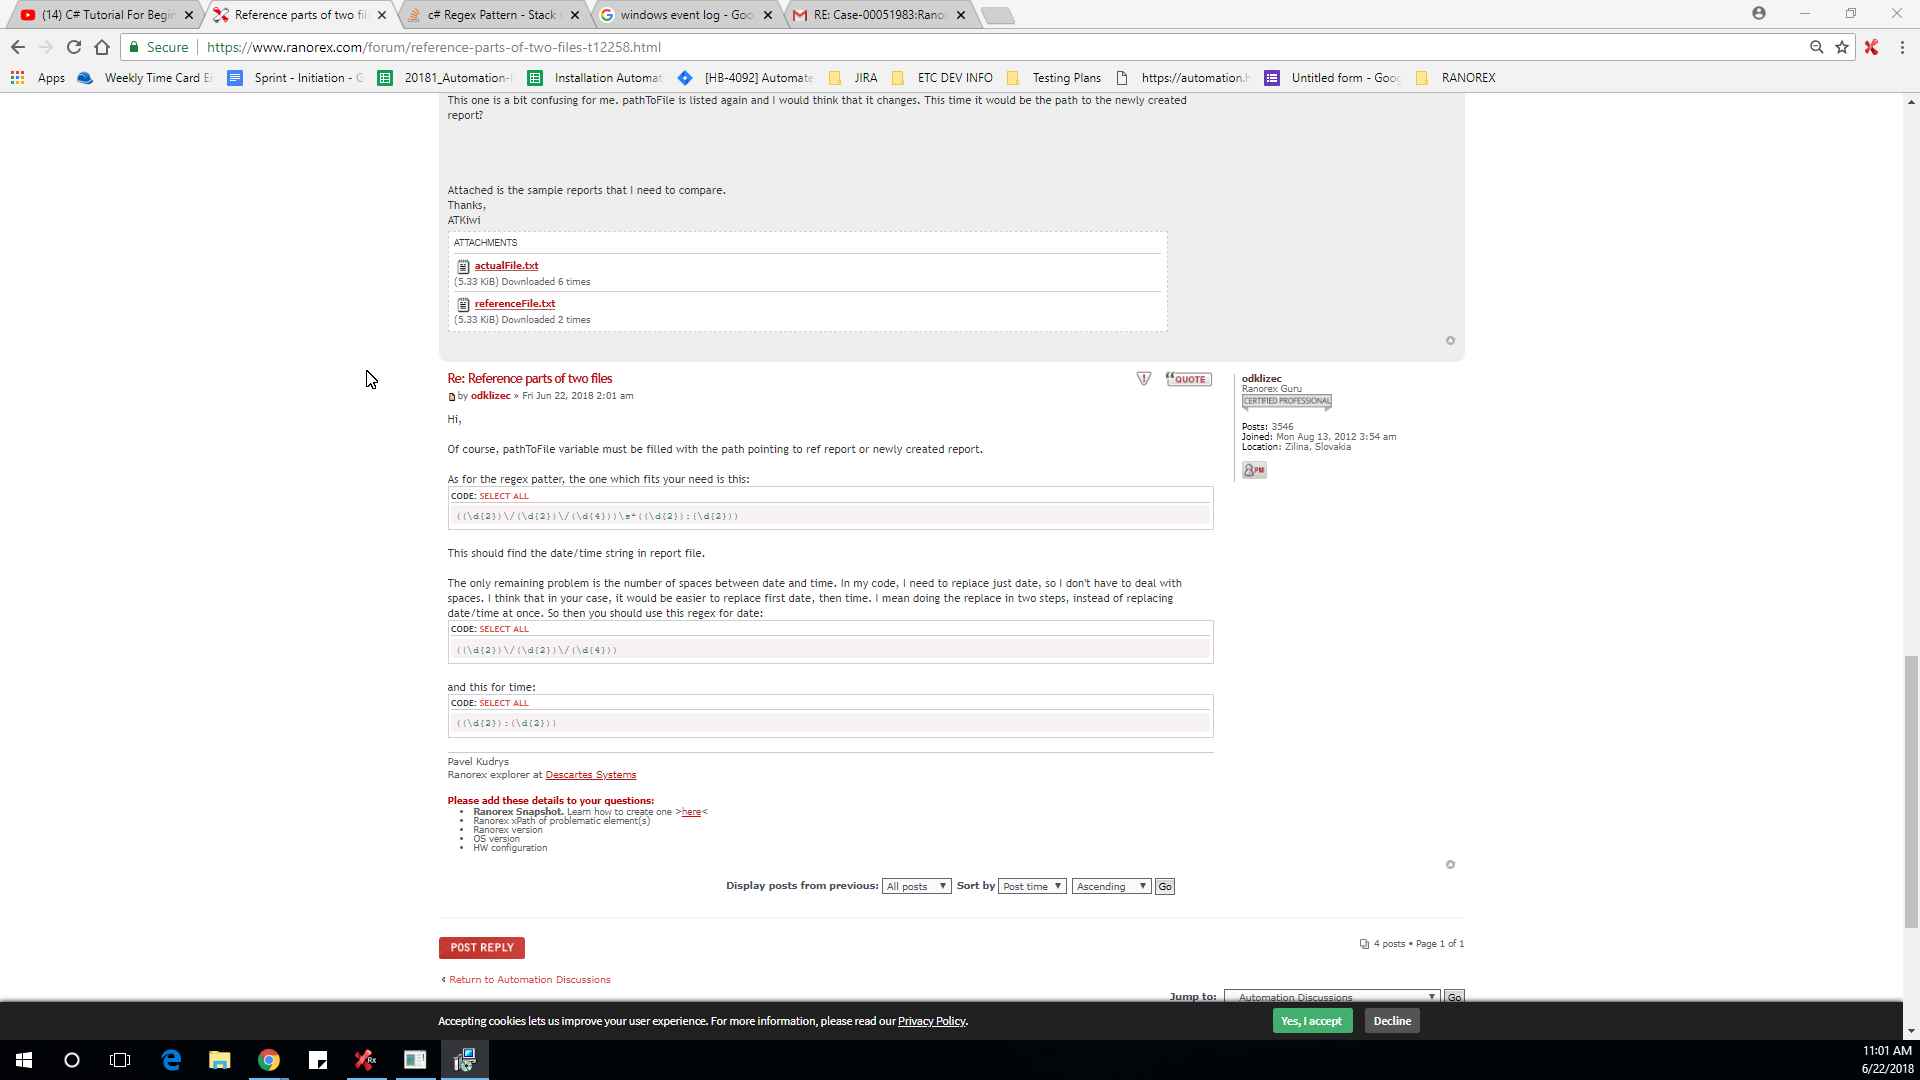 (14) C# Tutorial For Begin
Reference parts of two fil
c# Regex Pattern - Stack
windows event log - Goo
RE: Case-00051983:Rano
Secure
https://www.ranorex.com/forum/reference-parts-of-two-files-t12258.html
Apps
Weekly Time Card E
Sprint - Initiation - G
20181_Automation-
Installation Automat
[HB-4092] Automate
JIRA
ETC DEV INFO
Testing Plans
https://automation.h
Untitled form - Goog
RANOREX
This one is a bit confusing for me. pathToFile is listed again and I would think that it changes. This time it would be the path to the newly created
report?
Attached is the sample reports that I need to compare.
Thanks,
ATKiwi
ATTACHMENTS
actualFile.txt
(5.33 KiB) Downloaded 6 times
referenceFile.txt
(5.33 KiB) Downloaded 2 times
Re: Reference parts of two files
QUOTE
by odklizec » Fri Jun 22, 2018 2:01 am
odklizec
Ranorex Guru
CERTIFIED PROFESSIONAL
Posts: 3546
Joined: Mon Aug 13, 2012 3:54 am
Location: Zilina, Slovakia
PM
Hi,
Of course, pathToFile variable must be filled with the path pointing to ref report or newly created report.
As for the regex patter, the one which fits your need is this:
CODE: SELECT ALL
((\d{2})\/(\d{2})\/(\d{4}))\s*((\d{2}):(\d{2}))
This should find the date/time string in report file.
The only remaining problem is the number of spaces between date and time. In my code, I need to replace just date, so I don't have to deal with
spaces. I think that in your case, it would be easier to replace first date, then time. I mean doing the replace in two steps, instead of replacing
date/time at once. So then you should use this regex for date:
CODE: SELECT ALL
((\d{2})\/(\d{2})\/(\d{4}))
and this for time:
CODE: SELECT ALL
((\d{2}):(\d{2}))
Pavel Kudrys
Ranorex explorer at Descartes Systems
Please add these details to your questions:
• Ranorex Snapshot. Learn how to create one >here<
• Ranorex xPath of problematic element(s)
• Ranorex version
• OS version
• HW configuration
Display posts from previous: All posts Sort by Post time Ascending Go
POST REPLY
4 posts • Page 1 of 1
Return to Automation Discussions
Jump to: Automation Discussions Go
Accepting cookies lets us improve your user experience. For more information, please read our Privacy Policy.
Yes, I accept
Decline
Rx
11:01 AM
6/22/2018